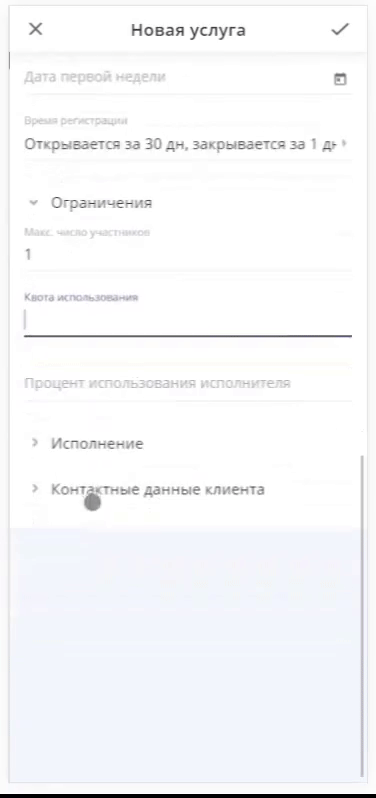 Новая услуга
Дата первой недели
Время регистрации
Открывается за 30 дн, закрывается за 1 дн
Ограничения
Макс. число участников
1
Квота использования
Процент использования исполнителя
Исполнение
Контактные данные клиента